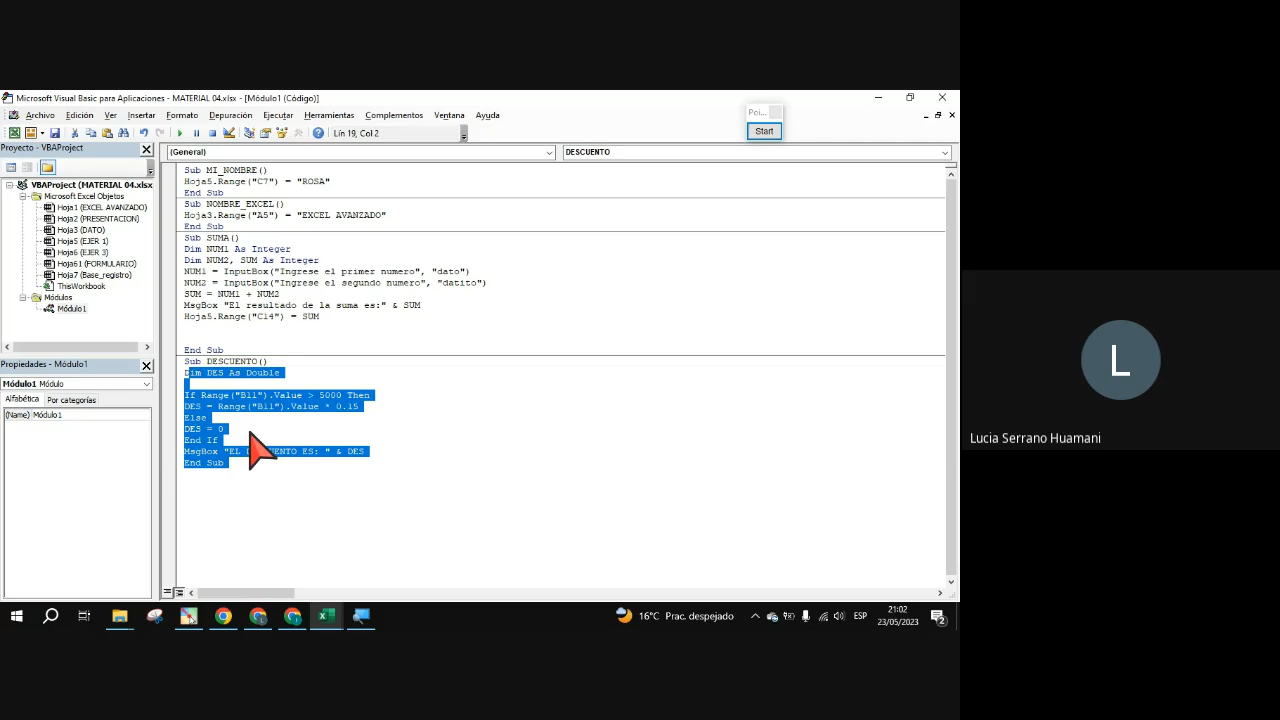 Microsoft Visual Basic para Aplicaciones - MATERIAL 04.xlsx - [Módulo1 (Código)]
Poi...
Archivo Edición Ver Insertar Formato Depuración Ejecutar Herramientas Complementos Ventana Ayuda
Start
Lín 19, Col 2
Proyecto - VBAProject
(General)
DESCUENTO
VBAProject (MATERIAL 04.xlsx
Microsoft Excel Objetos
Hoja1 (EXCEL AVANZADO)
Hoja2 (PRESENTACION)
Hoja3 (DATO)
Hoja5 (EJER 1)
Hoja6 (EJER 3)
Hoja61 (FORMULARIO)
Hoja7 (Base_registro)
ThisWorkbook
Módulos
Módulo1
Propiedades - Módulo1
Módulo1 Módulo
Alfabética Por categorías
(Name) Módulo1
Sub MI_NOMBRE()
Hoja5.Range("C7") = "ROSA"
End Sub
Sub NOMBRE_EXCEL()
Hoja3.Range("A5") = "EXCEL AVANZADO"
End Sub
Sub SUMA()
Dim NUM1 As Integer
Dim NUM2, SUM As Integer
NUM1 = InputBox("Ingrese el primer numero", "dato")
NUM2 = InputBox("Ingrese el segundo numero", "datito")
SUM = NUM1 + NUM2
MsgBox "El resultado de la suma es:" & SUM
Hoja5.Range("C14") = SUM
End Sub
Sub DESCUENTO()
Dim DES As Double
If Range("B11").Value > 5000 Then
DES = Range("B11").Value * 0.15
Else
DES = 0
End If
MsgBox "EL DESCUENTO ES: " & DES
End Sub
L
Lucia Serrano Huamani
16°C Prac. despejado
ESP
21:02
23/05/2023
2